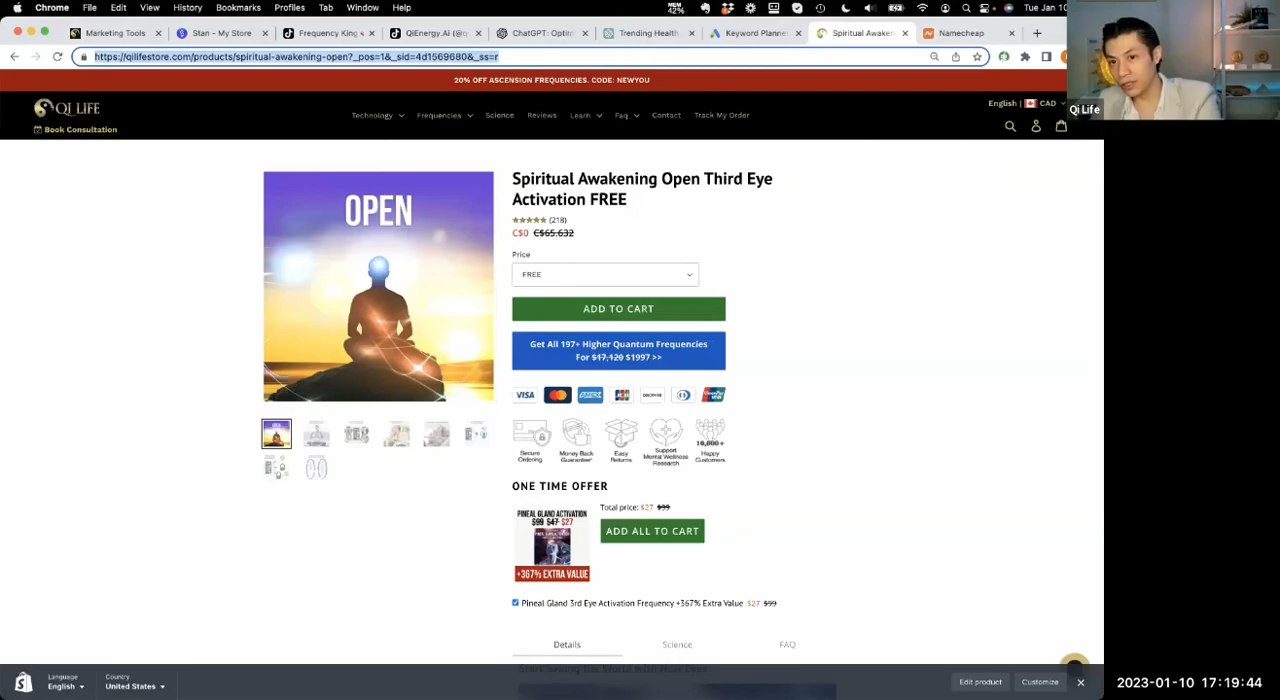 Chrome File Edit View History Bookmarks Profiles Tab Window Help
MEM 42%
Tue Jan 10
Marketing Tools
Stan - My Store
Frequency King
QiEnergy.Ai (@q
ChatGPT: Optim
Trending Health
Keyword Planne
Spiritual Awaken
Namecheap
https://qilifestore.com/products/spiritual-awakening-open?_pos=1&_sid=4d1569680&_ss=r
20% OFF ASCENSION FREQUENCIES. CODE: NEWYOU
QI LIFE
Book Consultation
Technology Frequencies Science Reviews Learn Faq Contact Track My Order
English | CAD
Qi Life
OPEN
Spiritual Awakening Open Third Eye
Activation FREE
(218)
C$0 C$65.632
Price
FREE
ADD TO CART
Get All 197+ Higher Quantum Frequencies
For $17,120 $1997 >>
VISA AMEX JCB DISCOVER
Secure Ordering
Money Back Guarantee
Easy Returns
Support Mental Wellness Research
10,000+ Happy Customers
ONE TIME OFFER
PINEAL GLAND ACTIVATION
$99 $47 $27
+367% EXTRA VALUE
Total price: $27 $99
ADD ALL TO CART
Pineal Gland 3rd Eye Activation Frequency +367% Extra Value $27 $99
Details Science FAQ
Language
English
Country
United States
Edit product Customize
2023-01-10 17:19:44